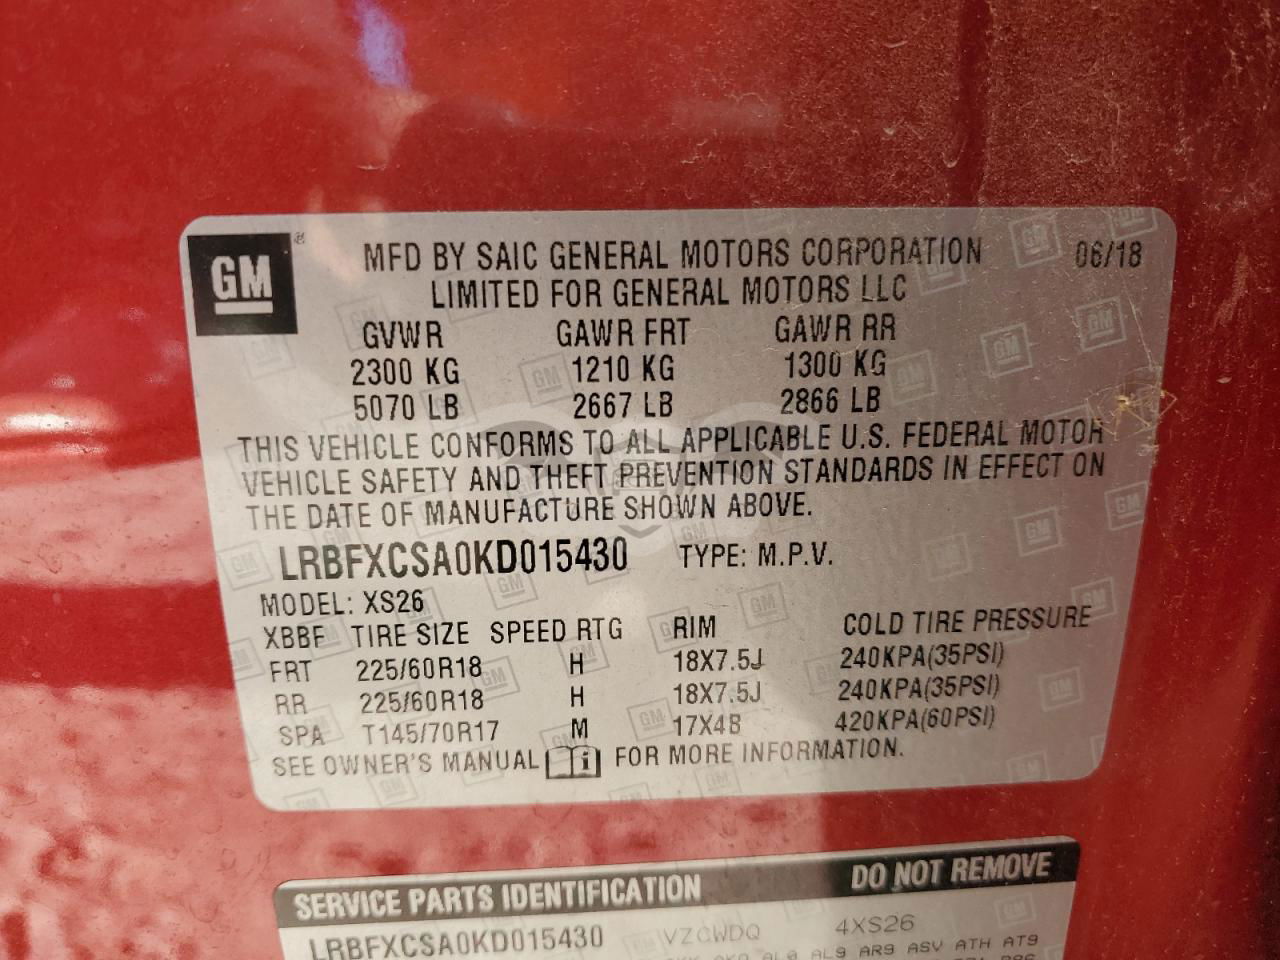 GM
MFD BY SAIC GENERAL MOTORS CORPORATION 06/18
LIMITED FOR GENERAL MOTORS LLC
GVWR GAWR FRT GAWR RR
2300 KG 1210 KG 1300 KG
5070 LB 2667 LB 2866 LB
THIS VEHICLE CONFORMS TO ALL APPLICABLE U.S. FEDERAL MOTOR
VEHICLE SAFETY AND THEFT PREVENTION STANDARDS IN EFFECT ON
THE DATE OF MANUFACTURE SHOWN ABOVE.
LRBFXCSA0KD015430 TYPE: M.P.V.
MODEL: XS26
XBBF TIRE SIZE SPEED RTG RIM COLD TIRE PRESSURE
FRT 225/60R18 H 18X7.5J 240KPA(35PSI)
RR 225/60R18 H 18X7.5J 240KPA(35PSI)
SPA T145/70R17 M 17X4B 420KPA(60PSI)
SEE OWNER'S MANUAL FOR MORE INFORMATION.
SERVICE PARTS IDENTIFICATION DO NOT REMOVE
LRBFXCSA0KD015430 VZCWDQ 4XS26
AL9 AR9 ASV ATH AT9